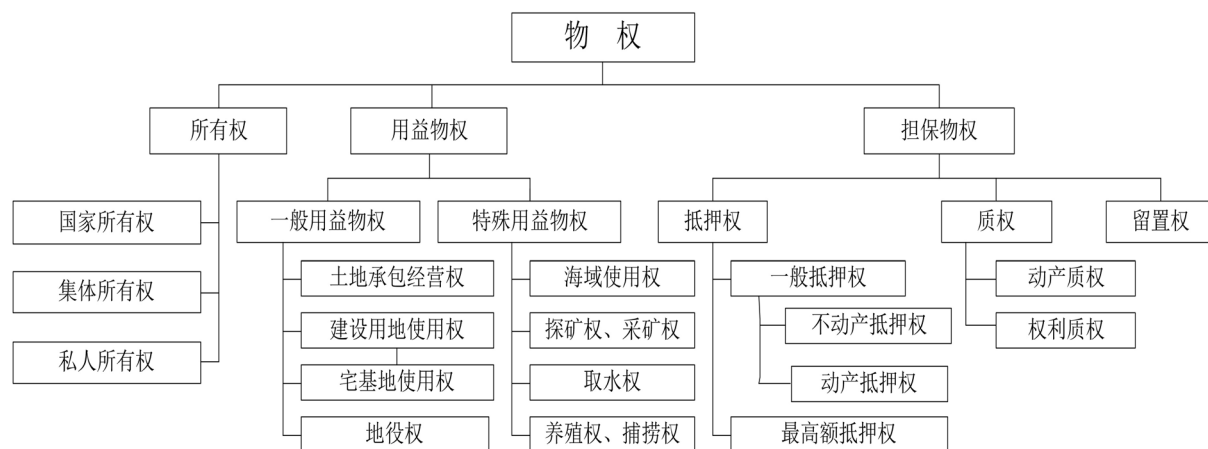 物 权
所有权
用益物权
担保物权
国家所有权
一般用益物权
特殊用益物权
抵押权
质权
留置权
集体所有权
私人所有权
土地承包经营权
建设用地使用权
宅基地使用权
地役权
海域使用权
探矿权、采矿权
取水权
养殖权、捕捞权
一般抵押权
不动产抵押权
动产抵押权
最高额抵押权
动产质权
权利质权